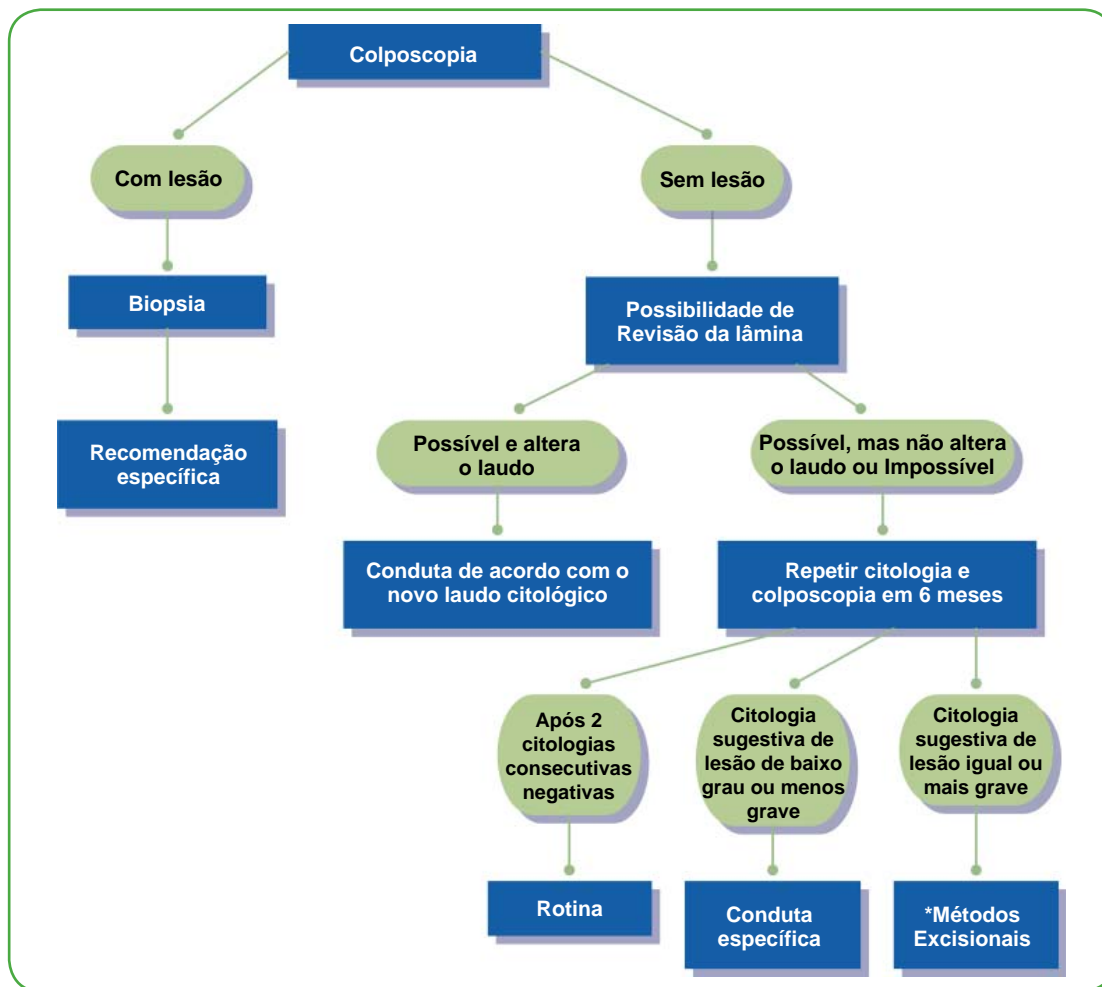 Colposcopia
Com lesão
Sem lesão
Biopsia
Possibilidade de
Revisão da lâmina
Recomendação
específica
Possível e altera
o laudo
Possível, mas não altera
o laudo ou Impossível
Conduta de acordo com o
novo laudo citológico
Repetir citologia e
colposcopia em 6 meses
Após 2
citologias
consecutivas
negativas
Citologia
sugestiva de
lesão de baixo
grau ou menos
grave
Citologia
sugestiva de
lesão igual ou
mais grave
Rotina
Conduta
específica
*Métodos
Excisionais